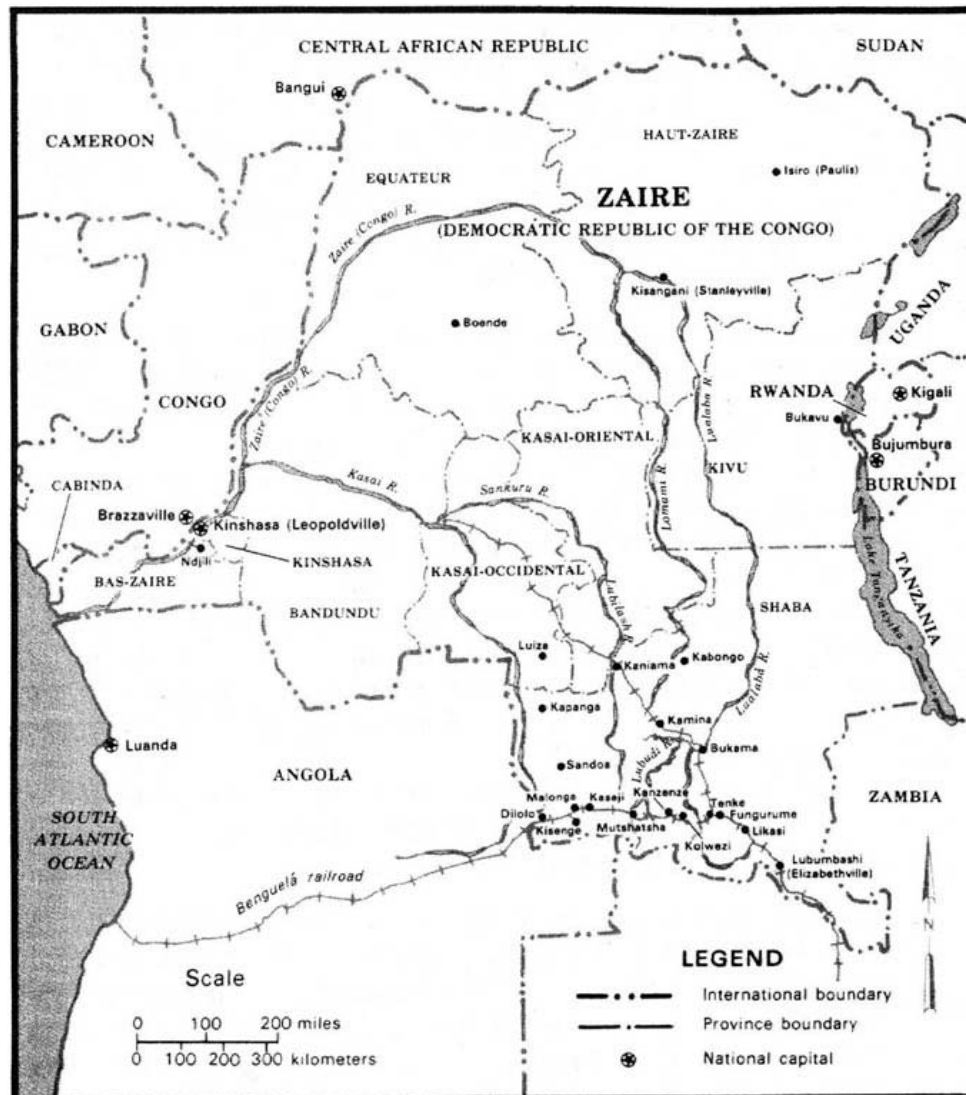 CENTRAL AFRICAN REPUBLIC
SUDAN
Bangui
CAMEROON
HAUT-ZAIRE
Isiro (Paulis)
EQUATEUR
ZAIRE
(DEMOCRATIC REPUBLIC OF THE CONGO)
Zaire (Congo) R.
Kisangani (Stanleyville)
UGANDA
GABON
Boende
Zaire (Congo) R.
CONGO
Lualaba R.
RWANDA
Kigali
Bukavu
KASAI-ORIENTAL
Bujumbura
KIVU
BURUNDI
Kasai R.
Sankuru R.
Lomami R.
CABINDA
Brazzaville
Kinshasa (Leopoldville)
Ndjili
KINSHASA
BAS-ZAIRE
KASAI-OCCIDENTAL
BANDUNDU
Lubilash R.
SHABA
Lake Tanganyika
TANZANIA
Luiza
Kaniama
Kabongo
Lualaba R.
Kapanga
Kamina
Luanda
Lubudi R.
Bukama
ANGOLA
Sandoa
ZAMBIA
Malonga
Kaseji
Kanzenze
Tenke
Dilolo
Fungurume
Kisenge
Mutshatsha
Likasi
Kolwezi
SOUTH
ATLANTIC
OCEAN
Lubumbashi
(Elizabethville)
Benguela railroad
N
Scale
0 100 200 miles
0 100 200 300 kilometers
LEGEND
International boundary
Province boundary
National capital